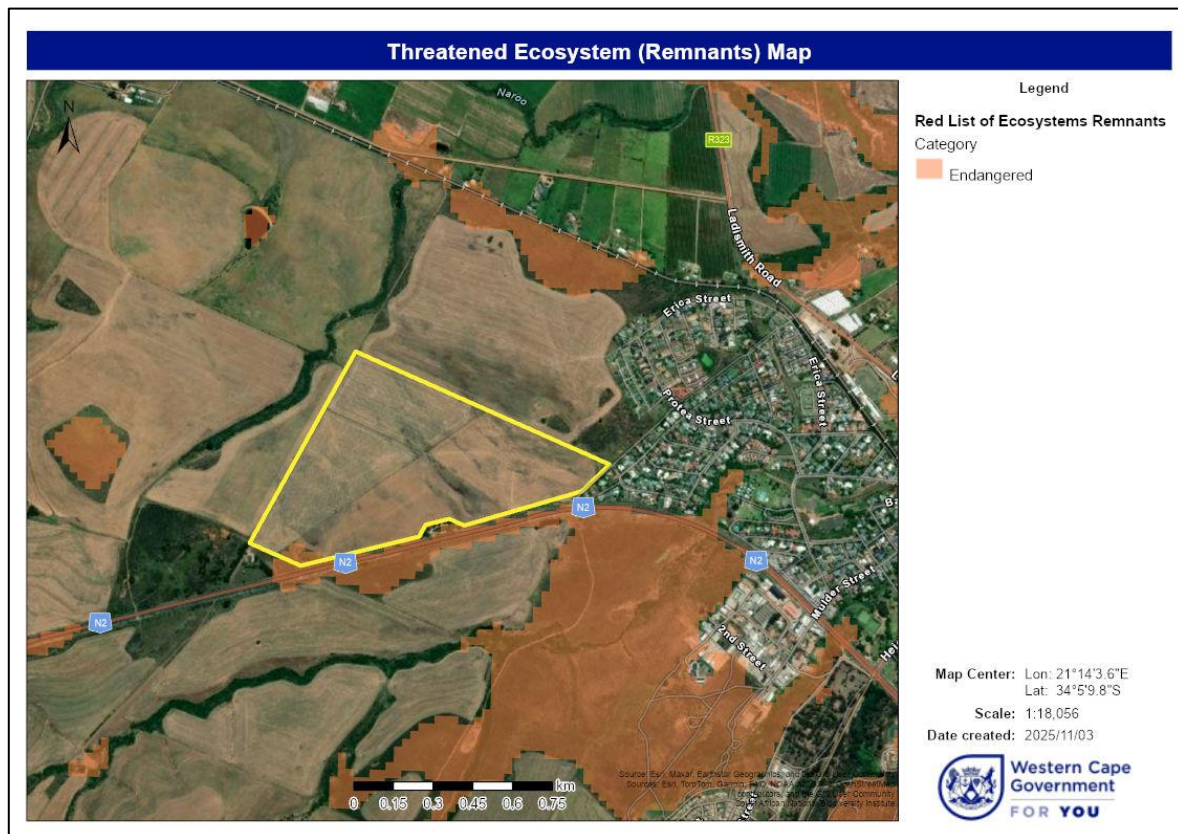 Threatened Ecosystem (Remnants) Map
N
Naroo
R323
Ladismith Road
Erica Street
Erica Street
Protea Street
N2
N2
N2
N2
Mulder Street
2nd Street
km
0 0.15 0.3 0.45 0.6 0.75
Legend
Red List of Ecosystems Remnants
Category
Endangered
Map Center: Lon: 21°14'3.6"E
Lat: 34°5'9.8"S
Scale: 1:18,056
Date created: 2025/11/03
Western Cape
Government
FOR YOU